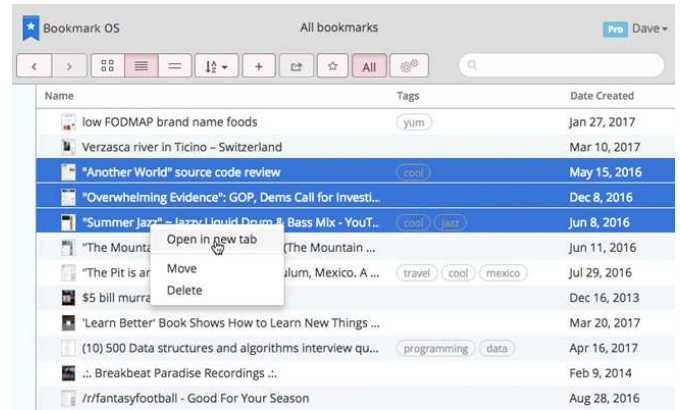 Bookmark OS All bookmarks Pro Dave
All
Name Tags Date Created
low FODMAP brand name foods yum Jan 27, 2017
Verzasca river in Ticino – Switzerland Mar 10, 2017
"Another World" source code review cool May 15, 2016
"Overwhelming Evidence": GOP, Dems Call for Investi... Dec 8, 2016
"Summer Jazz" ~ Jazzy Liquid Drum & Bass Mix - YouT.. cool jazz Jun 8, 2016
Open in new tab
"The Mounta (The Mountain ... Jun 11, 2016
Move
"The Pit is ar ulum, Mexico. A ... travel cool mexico Jul 29, 2016
Delete
$5 bill murra Dec 16, 2013
'Learn Better' Book Shows How to Learn New Things ... Mar 20, 2017
(10) 500 Data structures and algorithms interview qu... programming data Apr 16, 2017
.:. Breakbeat Paradise Recordings .:. Feb 9, 2014
/r/fantasyfootball - Good For Your Season Aug 28, 2016